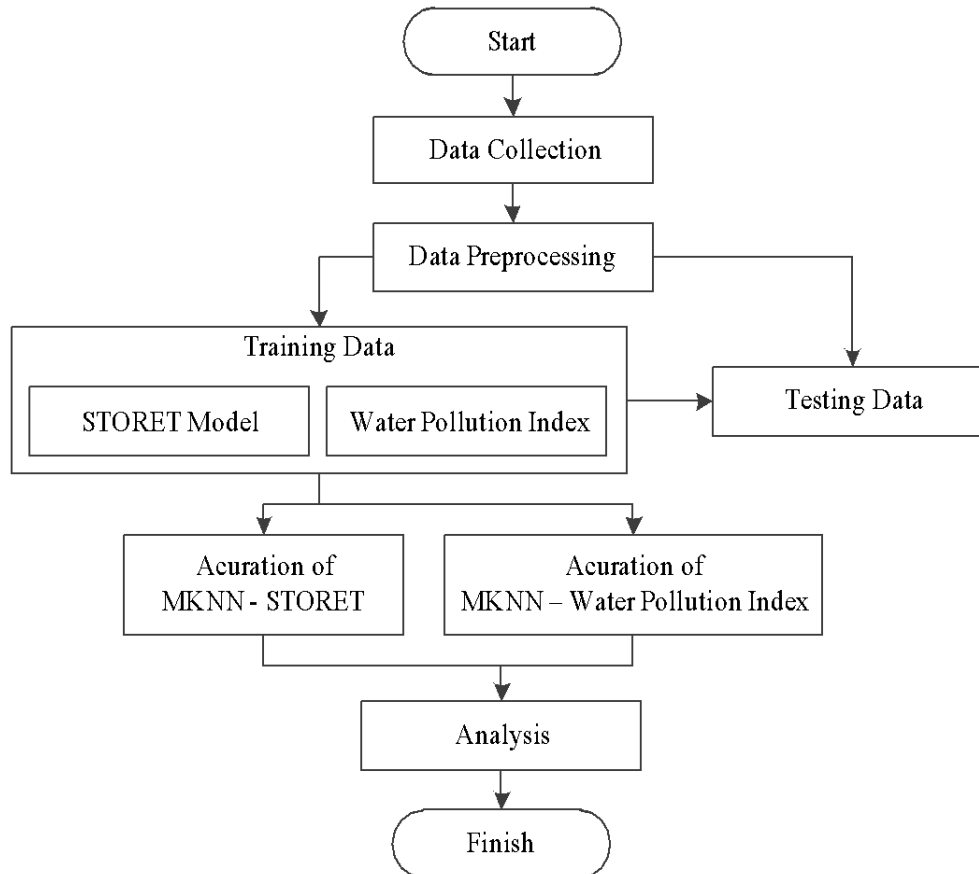 Start
Data Collection
Data Preprocessing
Training Data
STORET Model
Water Pollution Index
Testing Data
Acuration of
MKNN - STORET
Acuration of
MKNN – Water Pollution Index
Analysis
Finish